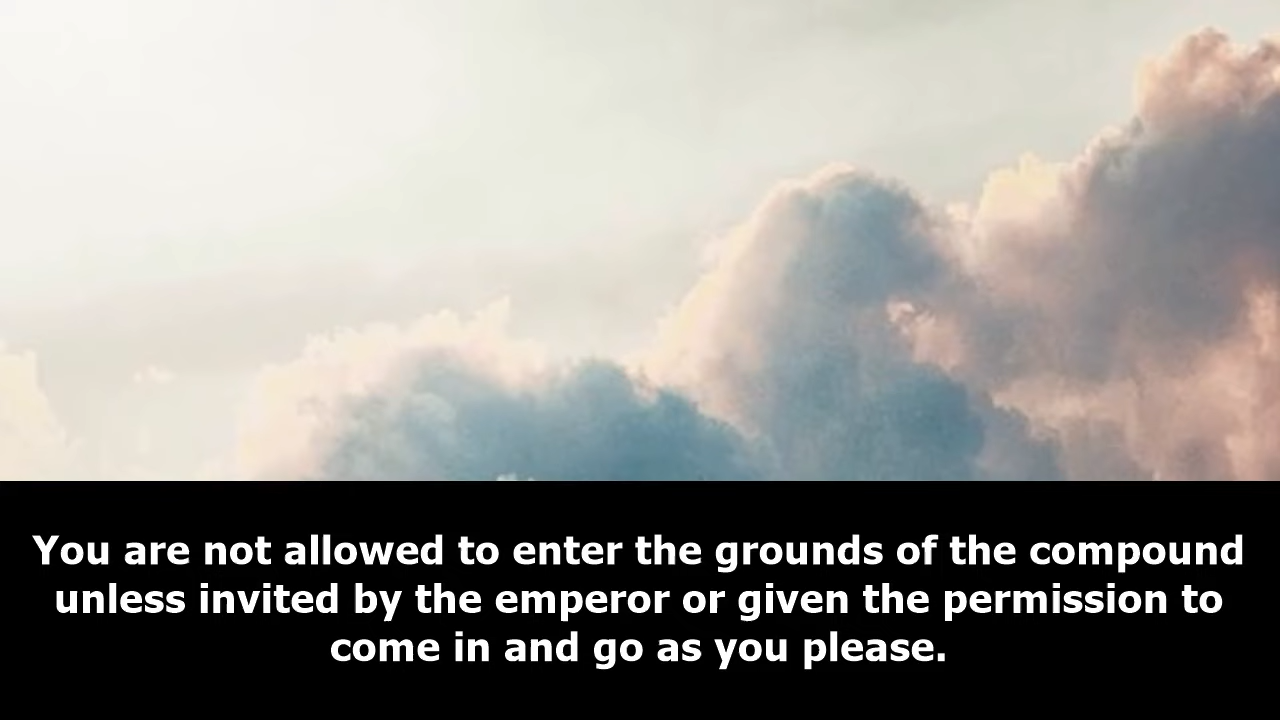 You are not allowed to enter the grounds of the compound
unless invited by the emperor or given the permission to
come in and go as you please.